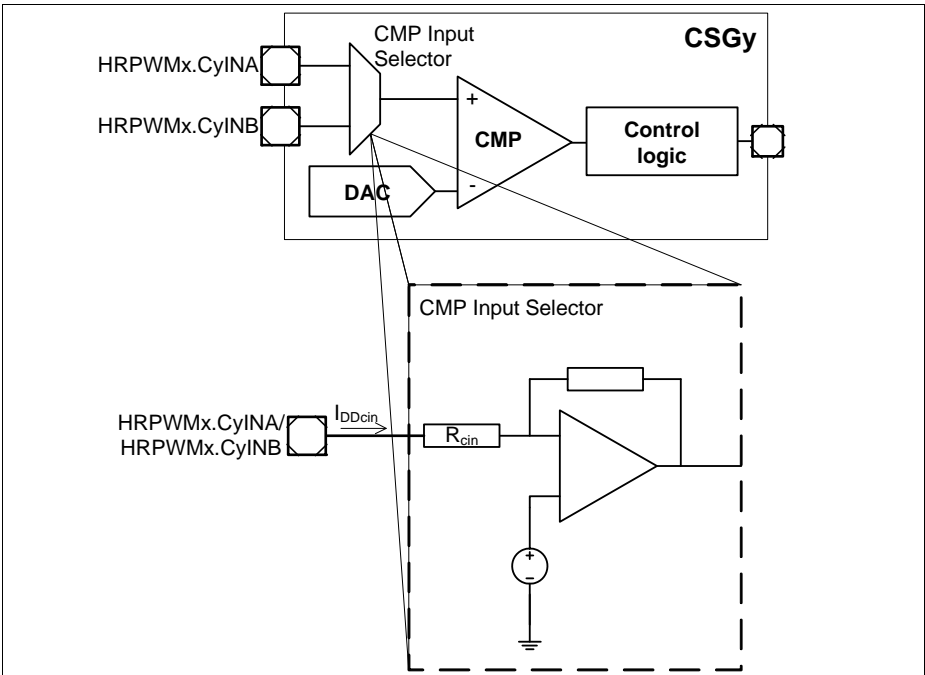 CMP Input
Selector
CSGy
HRPWMx.CyINA
HRPWMx.CyINB
+
CMP
-
Control
logic
DAC
CMP Input Selector
HRPWMx.CyINA/
HRPWMx.CyINB
IDDcin
Rcin
+
-